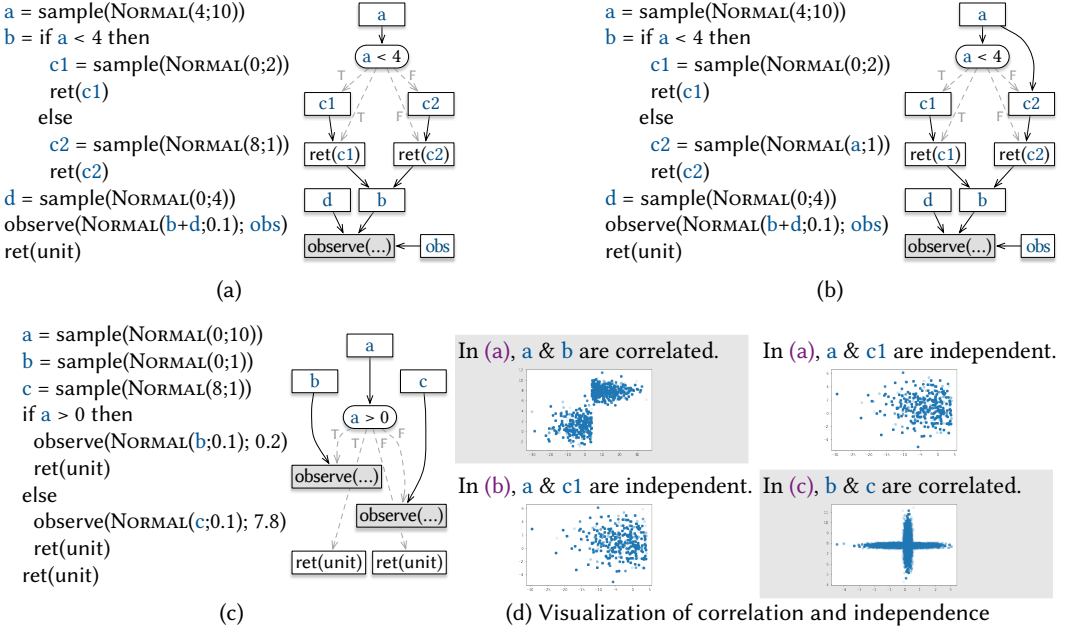 a = sample(NORMAL(4;10))
b = if a < 4 then
c1 = sample(NORMAL(0;2))
ret(c1)
else
c2 = sample(NORMAL(8;1))
ret(c2)
d = sample(NORMAL(0;4))
observe(NORMAL(b+d;0.1); obs)
ret(unit)
a
a < 4
T
F
c1
T
F
c2
ret(c1)
ret(c2)
d
b
observe(...)
obs
(a)
a = sample(NORMAL(4;10))
b = if a < 4 then
c1 = sample(NORMAL(0;2))
ret(c1)
else
c2 = sample(NORMAL(a;1))
ret(c2)
d = sample(NORMAL(0;4))
observe(NORMAL(b+d;0.1); obs)
ret(unit)
a
a < 4
T
F
c1
T
F
c2
ret(c1)
ret(c2)
d
b
observe(...)
obs
(b)
a = sample(NORMAL(0;10))
b = sample(NORMAL(0;1))
c = sample(NORMAL(8;1))
if a > 0 then
observe(NORMAL(b;0.1); 0.2)
ret(unit)
else
observe(NORMAL(c;0.1); 7.8)
ret(unit)
ret(unit)
a
b
c
a > 0
T
T
F
F
observe(...)
observe(...)
ret(unit)
ret(unit)
(c)
In (a), a & b are correlated.
In (a), a & c1 are independent.
In (b), a & c1 are independent.
In (c), b & c are correlated.
(d) Visualization of correlation and independence